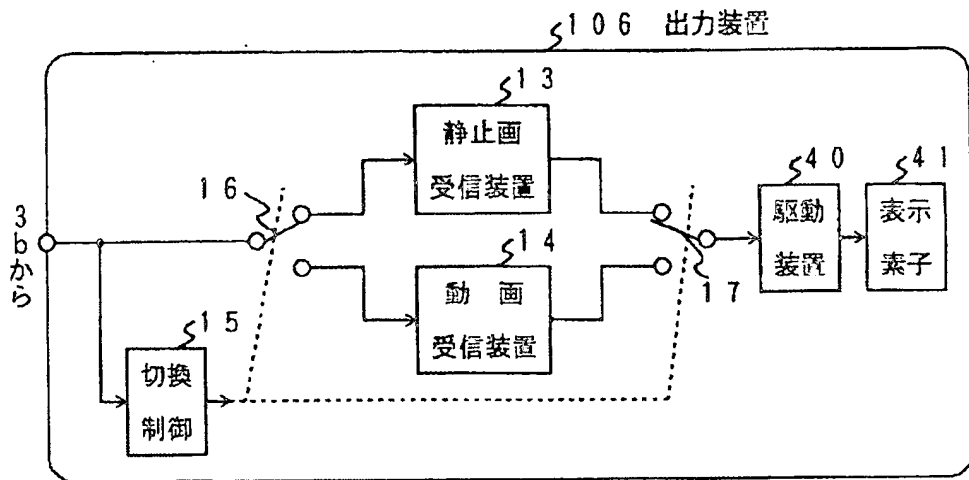 106 出力装置
13
静止画
受信装置
16
3bから
14
動 画
受信装置
17
40
駆動
装置
41
表示
素子
15
切換
制御